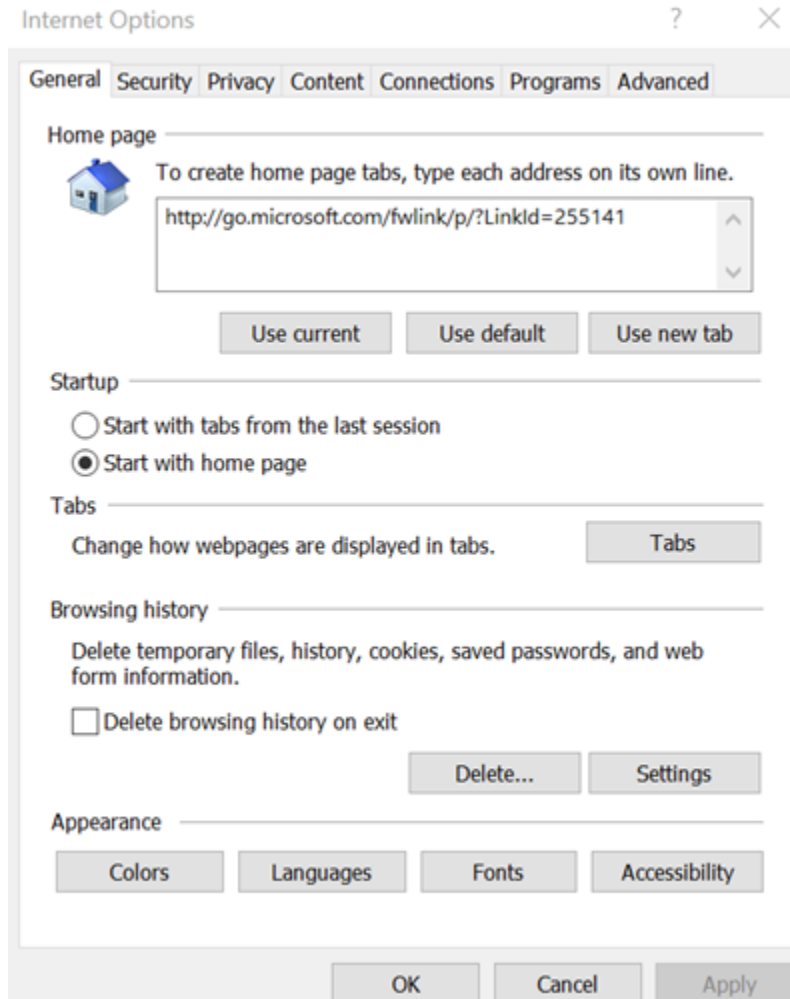 Internet Options ?
General Security Privacy Content Connections Programs Advanced
Home page
To create home page tabs, type each address on its own line.
http://go.microsoft.com/fwlink/p/?LinkId=255141
Use current Use default Use new tab
Startup
Start with tabs from the last session
Start with home page
Tabs
Change how webpages are displayed in tabs. Tabs
Browsing history
Delete temporary files, history, cookies, saved passwords, and web
form information.
Delete browsing history on exit
Delete... Settings
Appearance
Colors Languages Fonts Accessibility
OK Cancel Apply